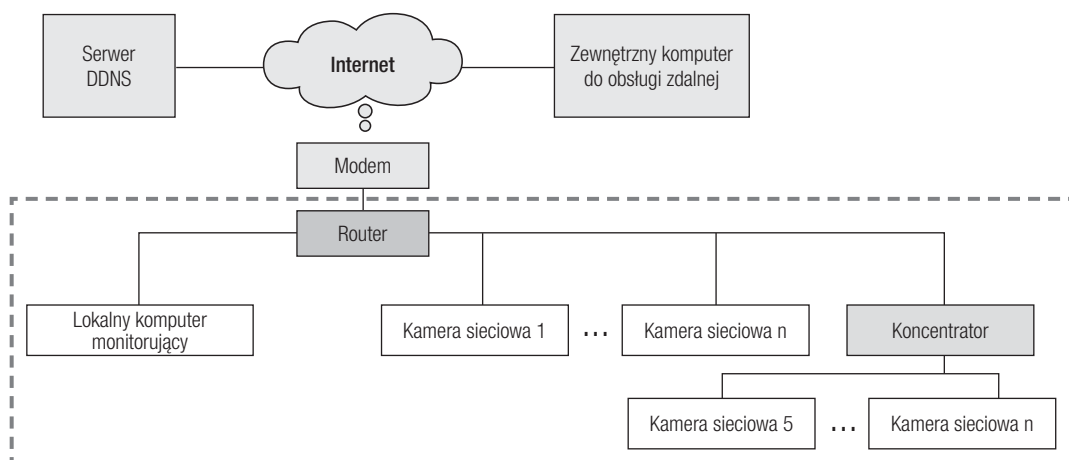 Serwer
DDNS
Internet
Zewnętrzny komputer
do obsługi zdalnej
Modem
Router
Lokalny komputer
monitorujący
Kamera sieciowa 1
...
Kamera sieciowa n
Koncentrator
Kamera sieciowa 5
...
Kamera sieciowa n